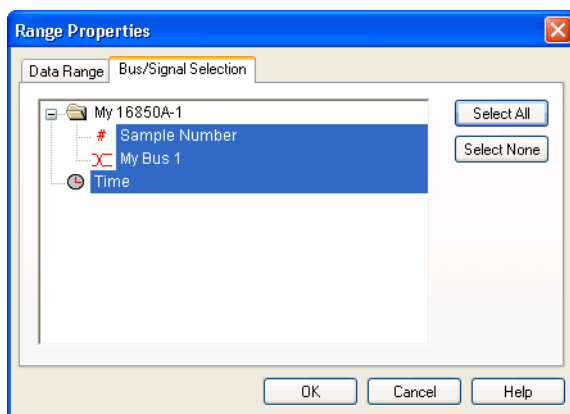 Range Properties
Data Range
Bus/Signal Selection
My 16850A-1
# Sample Number
My Bus 1
Time
Select All
Select None
OK
Cancel
Help